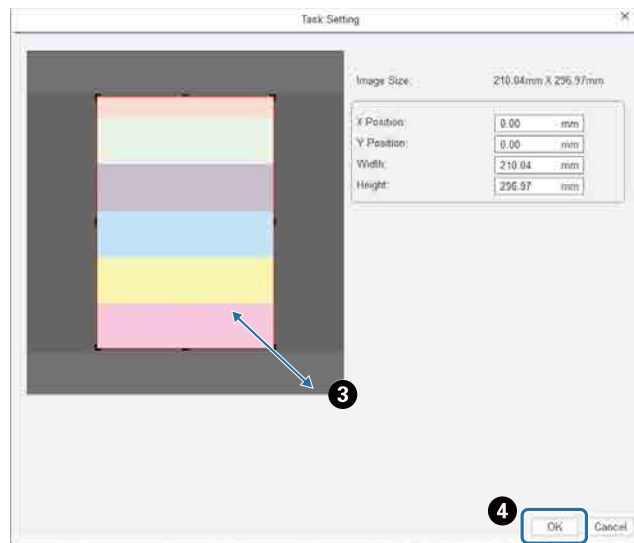 Task Setting ×
Image Size: 210.04mm X 296.97mm
X Position: 0.00 mm
Y Position: 0.00 mm
Width: 210.04 mm
Height: 296.97 mm
3
4
OK Cancel